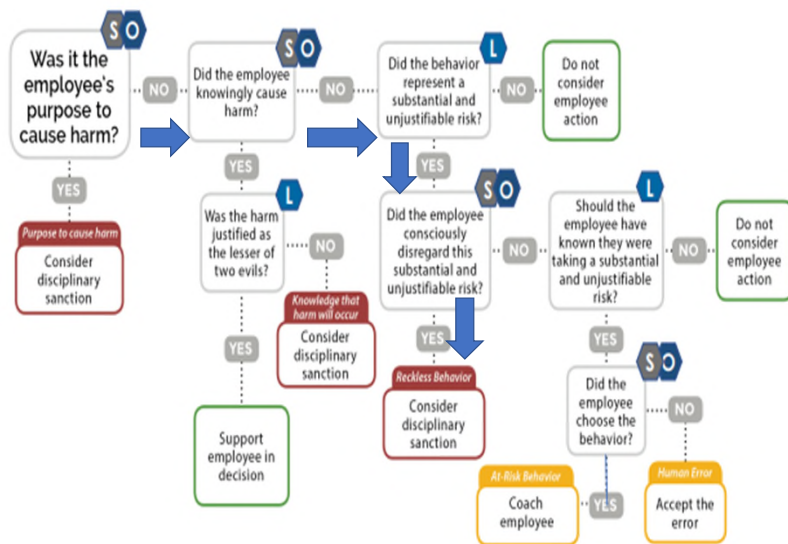 S O
Was it the
employee's
purpose to
cause harm?
NO
S O
Did the employee
knowingly cause
harm?
NO
L
Did the behavior
represent a
substantial and
unjustifiable risk?
NO
Do not
consider
employee
action
YES
Purpose to cause harm
Consider
disciplinary
sanction
YES
L
Was the harm
justified as
the lesser of
two evils?
NO
Knowledge that
harm will occur
Consider
disciplinary
sanction
YES
Support
employee in
decision
YES
S O
Did the employee
consciously
disregard this
substantial and
unjustifiable risk?
NO
L
Should the
employee have
known they were
taking a substantial
and unjustifiable
risk?
NO
Do not
consider
employee
action
YES
Reckless Behavior
Consider
disciplinary
sanction
YES
S O
Did the
employee
choose the
behavior?
NO
Human Error
Accept the
error
YES
At-Risk Behavior
Coach
employee